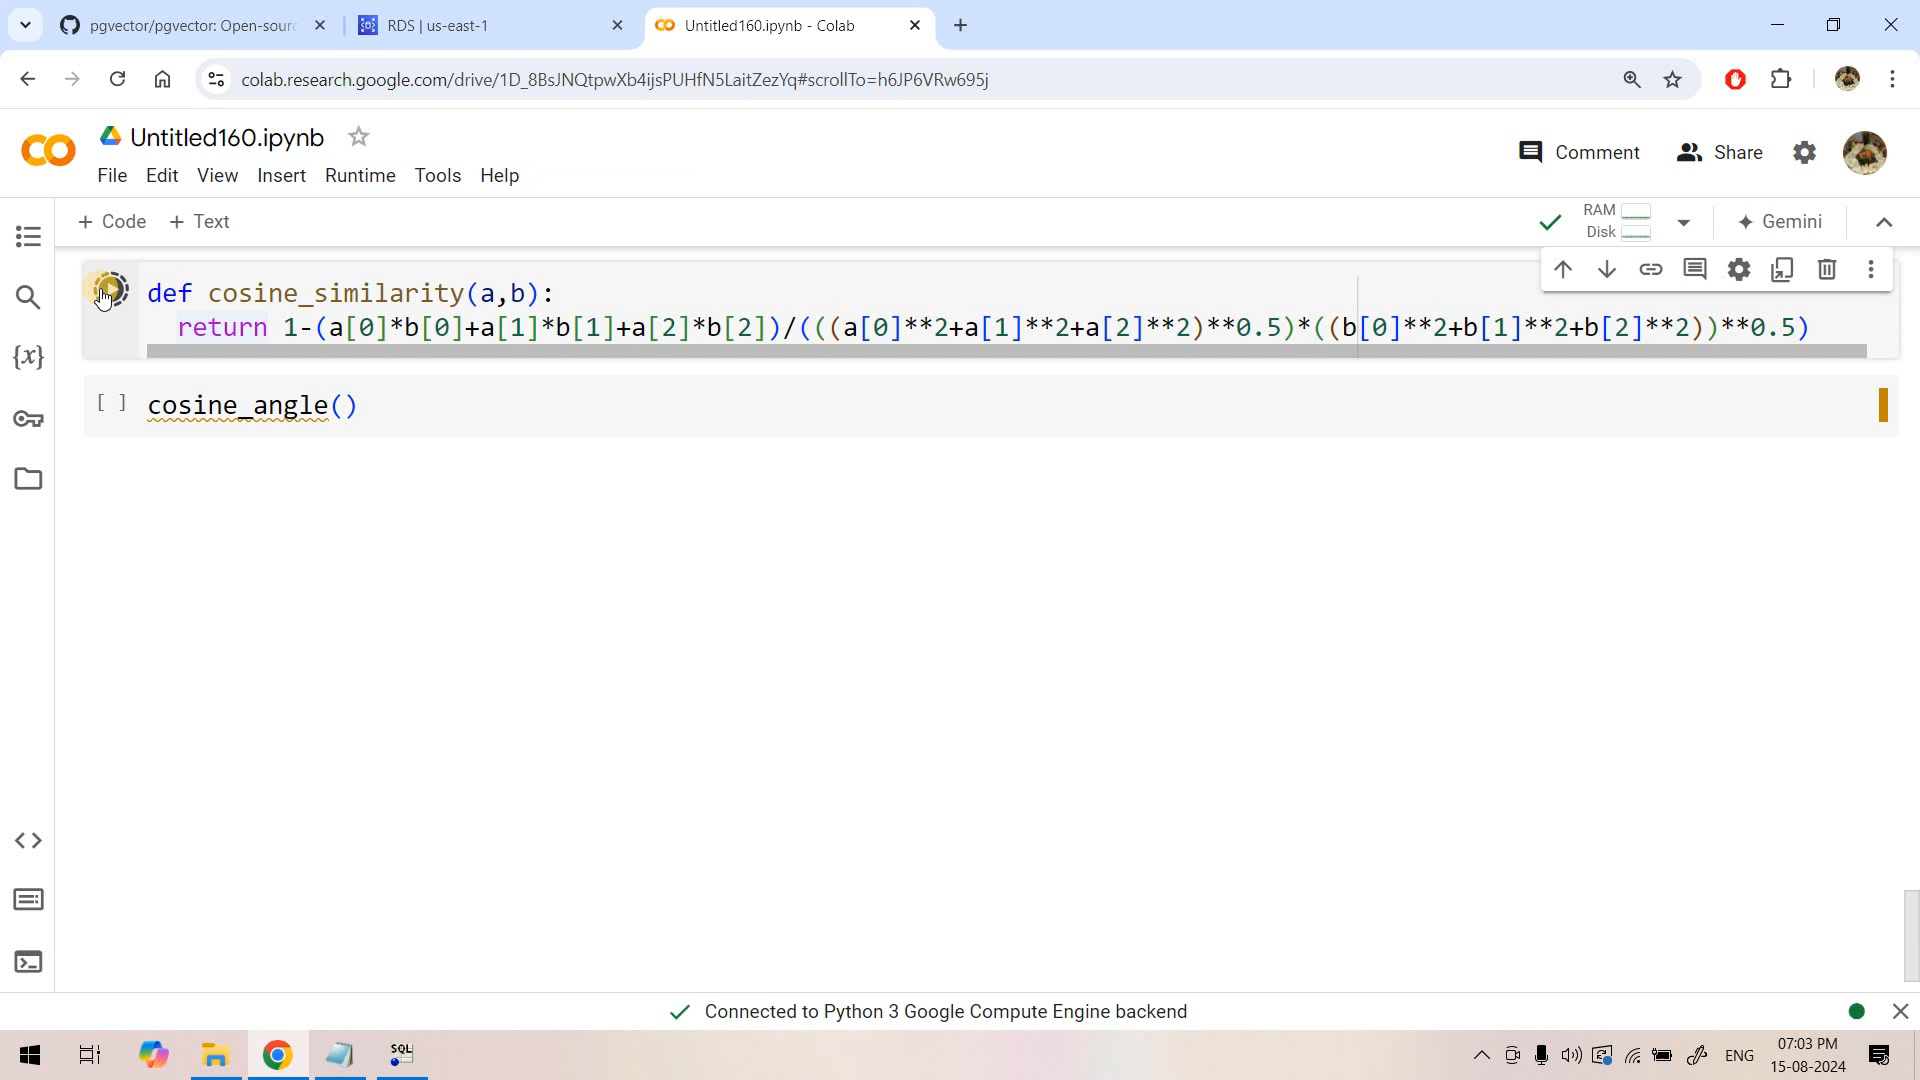 pgvector/pgvector: Open-sourc
RDS | us-east-1
Untitled160.ipynb - Colab
colab.research.google.com/drive/1D_8BsJNQtpwXb4ijsPUHfN5LaitZezYq#scrollTo=h6JP6VRw695j
Untitled160.ipynb
Comment
Share
File Edit View Insert Runtime Tools Help
+ Code + Text
RAM
Disk
Gemini
def cosine_similarity(a,b):
return 1-(a[0]*b[0]+a[1]*b[1]+a[2]*b[2])/(((a[0]**2+a[1]**2+a[2]**2)**0.5)*((b[0]**2+b[1]**2+b[2]**2))**0.5)
[ ] cosine_angle()
{x}
Connected to Python 3 Google Compute Engine backend
SQL
ENG
07:03 PM
15-08-2024